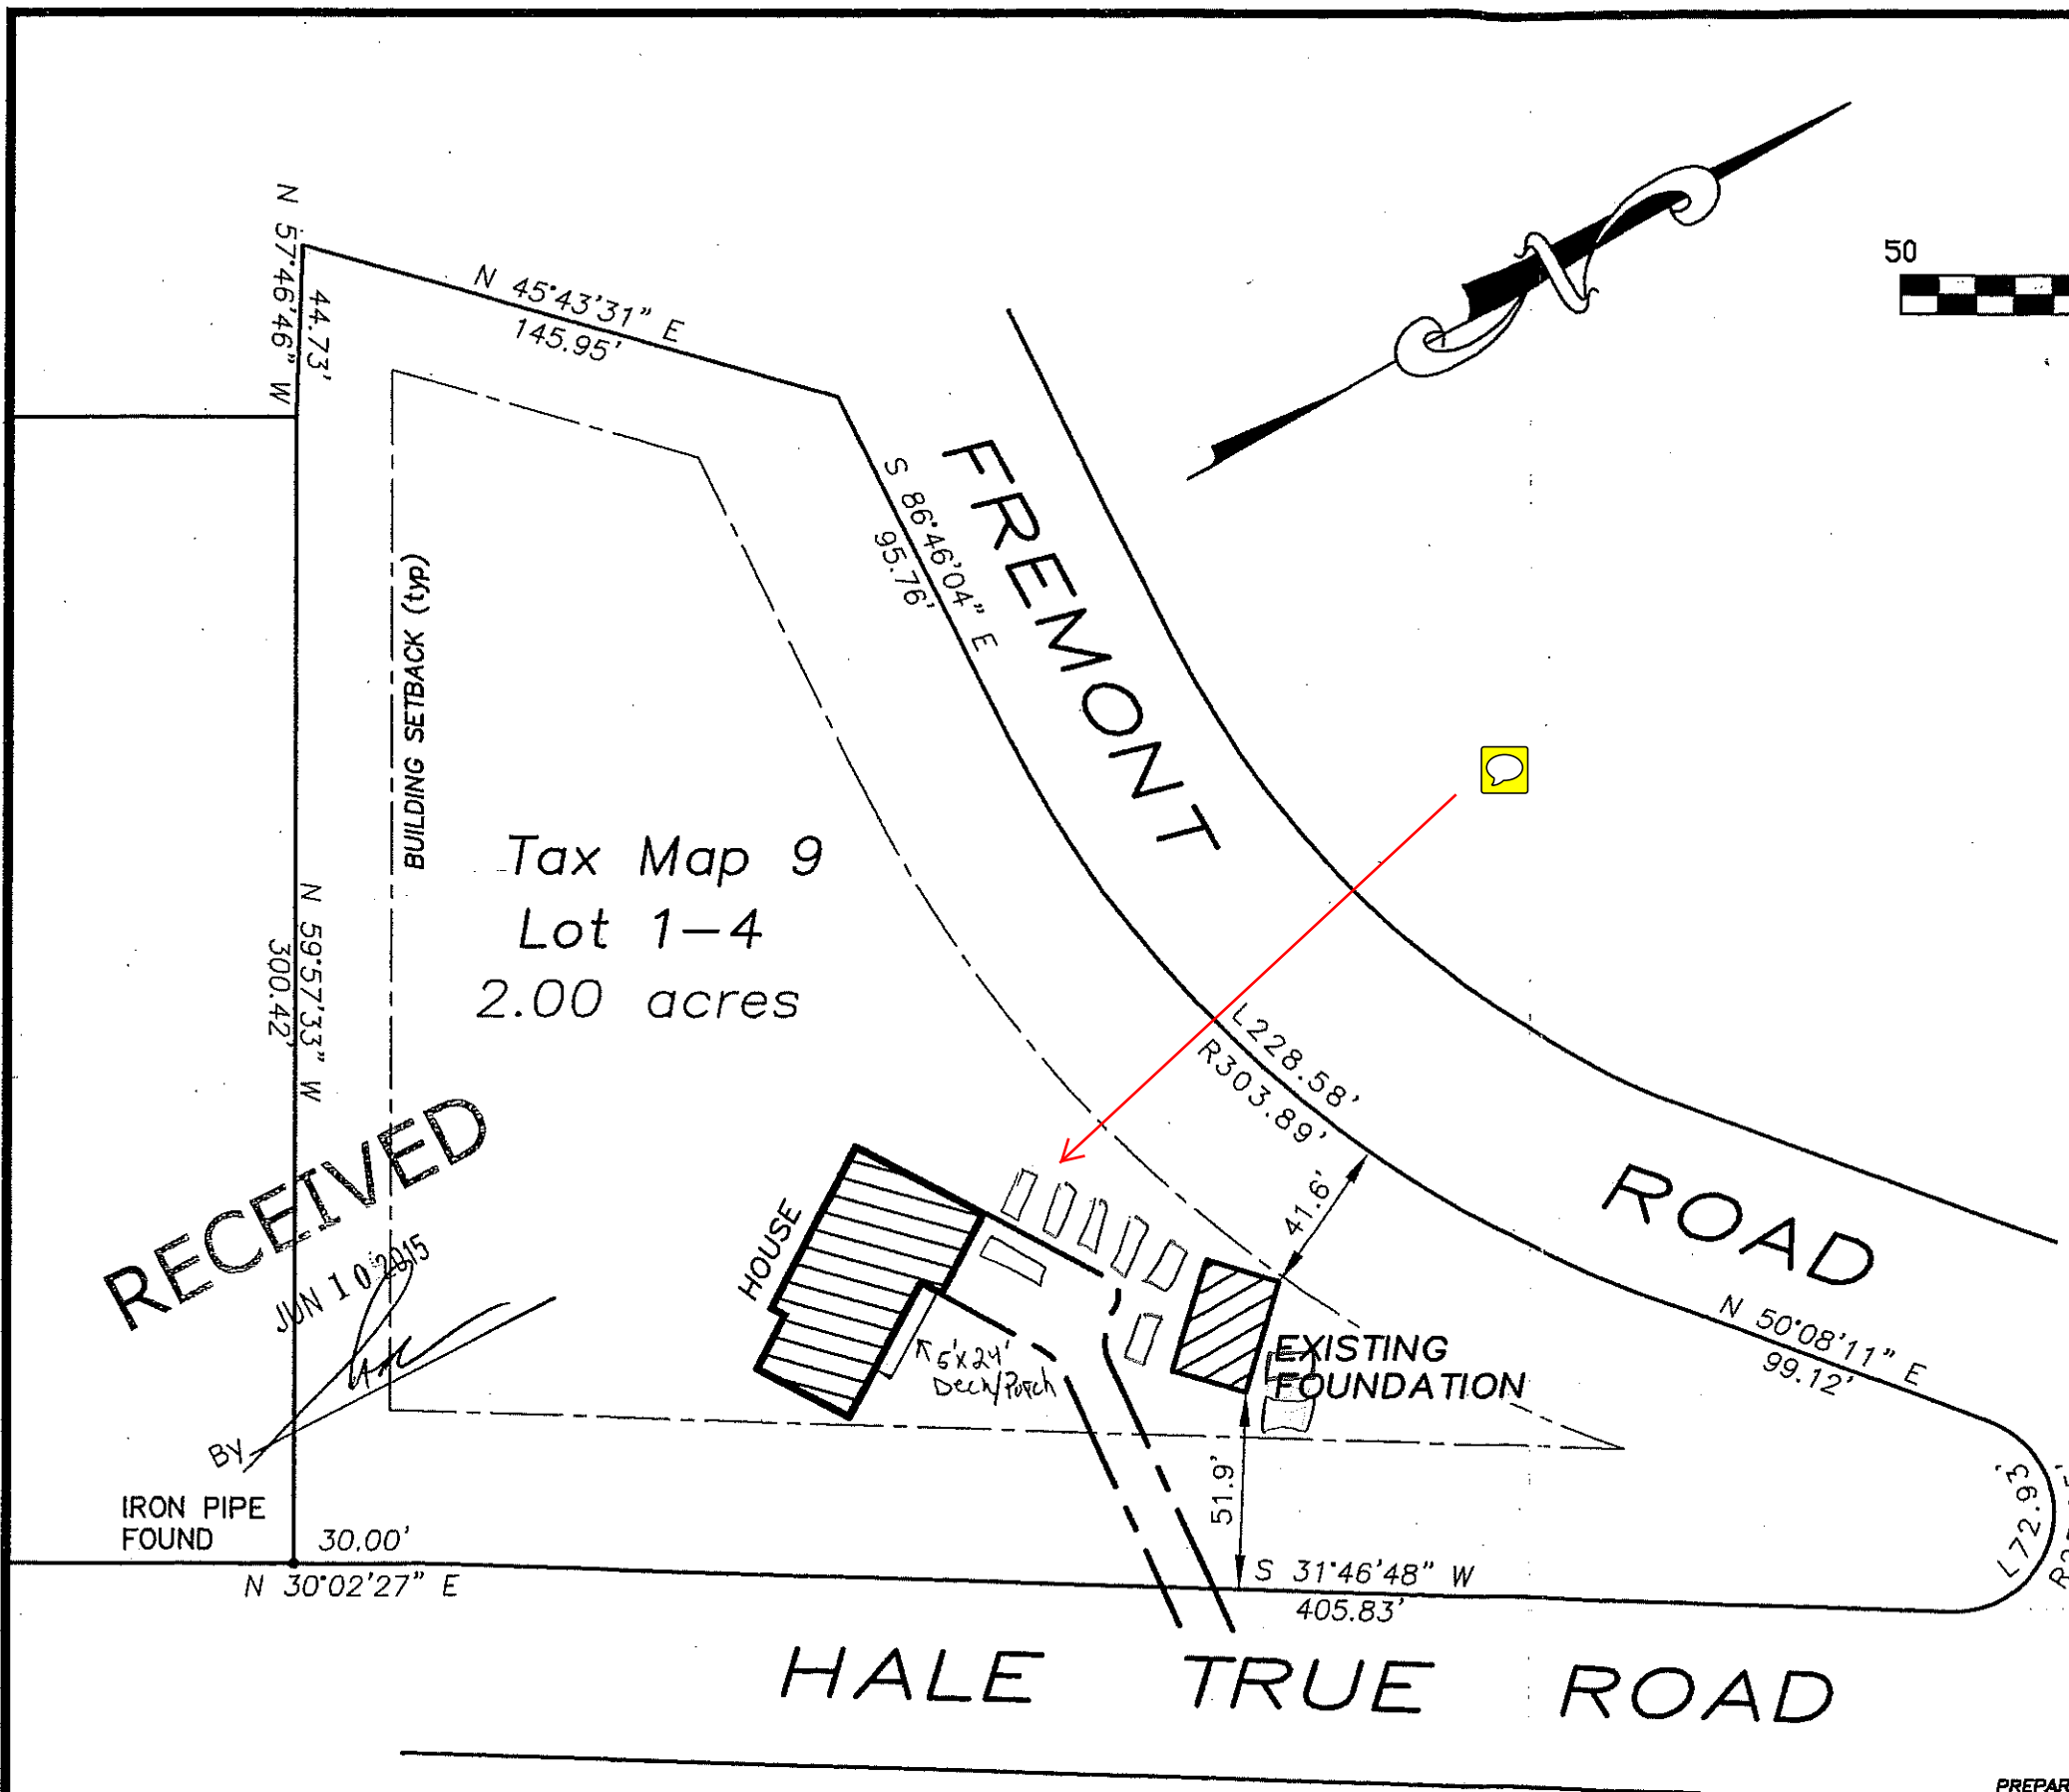 50
N 57°46'46" W
44.73'
N 45°43'31" E
145.95'
S 86°46'04" E
95.76'
FREMONT
BUILDING SETBACK (typ)
Tax Map 9
Lot 1-4
2.00 acres
N 59°57'33" W
300.42'
L228.58'
R303.89'
RECEIVED
JUN 10 2015
BY
HOUSE
41.6'
ROAD
N 50°08'11" E
99.12'
EXISTING
FOUNDATION
5'x24'
Deck/Porch
51.9'
L72.93'
IRON PIPE
FOUND
30.00'
N 30°02'27" E
S 31°46'48" W
405.83'
HALE TRUE ROAD
PREPAR